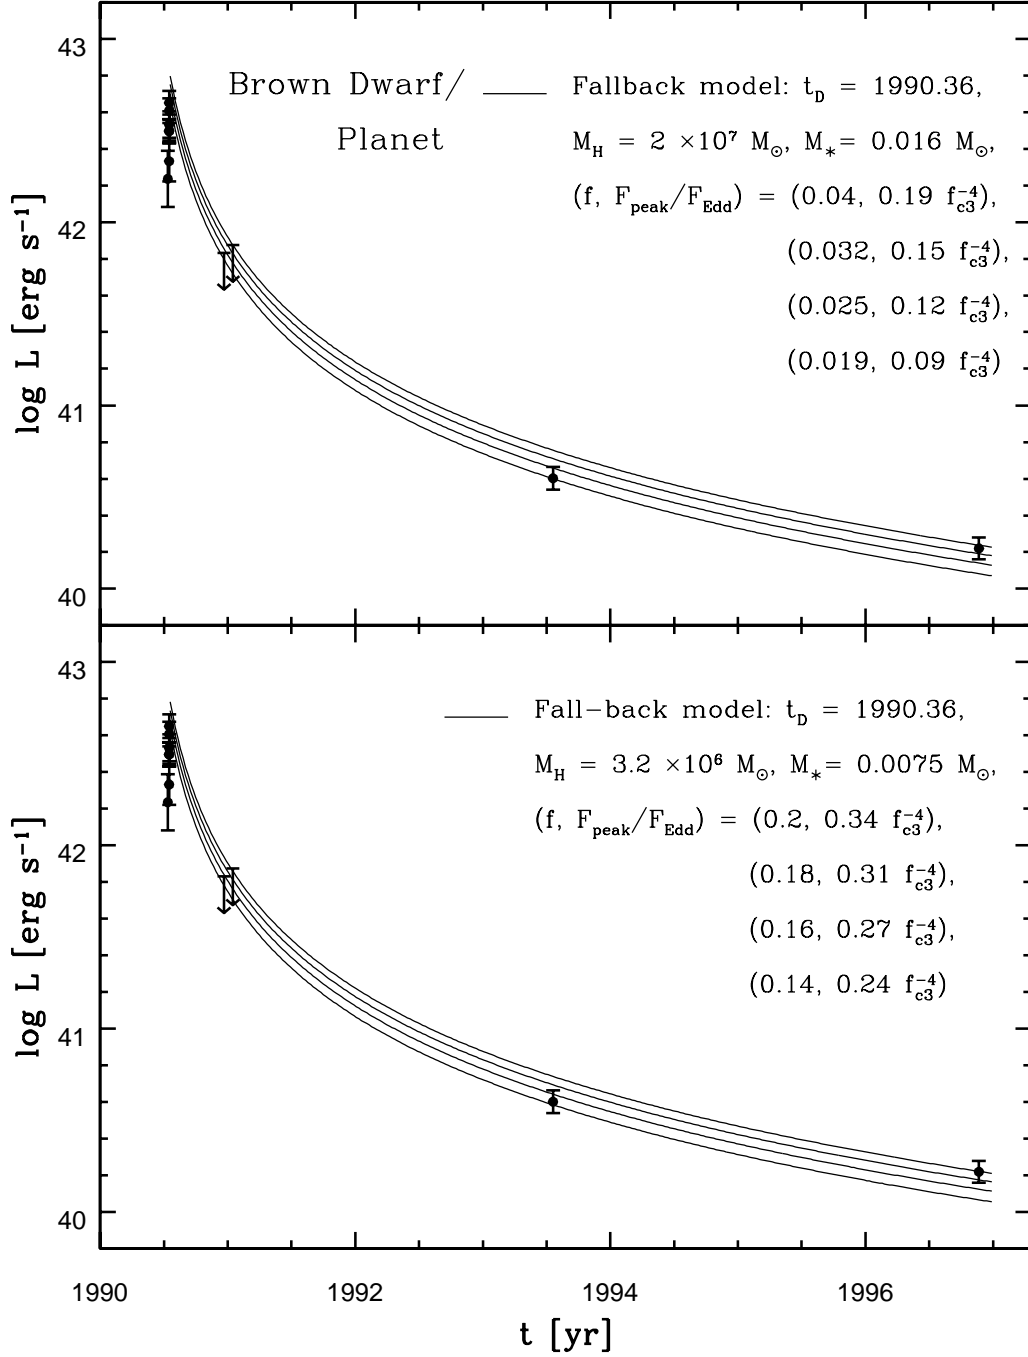 43
Brown Dwarf/ Fallback model: t_D = 1990.36,
Planet M_H = 2 ×10⁷ M_⊙, M_*= 0.016 M_⊙,
(f, F_peak/F_Edd) = (0.04, 0.19 f_c3^−4),
42
(0.032, 0.15 f_c3^−4),
(0.025, 0.12 f_c3^−4),
(0.019, 0.09 f_c3^−4)
log L [erg s⁻¹]
41
40
43
Fall−back model: t_D = 1990.36,
M_H = 3.2 ×10⁶ M_⊙, M_*= 0.0075 M_⊙,
(f, F_peak/F_Edd) = (0.2, 0.34 f_c3^−4),
42
(0.18, 0.31 f_c3^−4),
(0.16, 0.27 f_c3^−4),
(0.14, 0.24 f_c3^−4)
log L [erg s⁻¹]
41
40
1990 1992 1994 1996
t [yr]